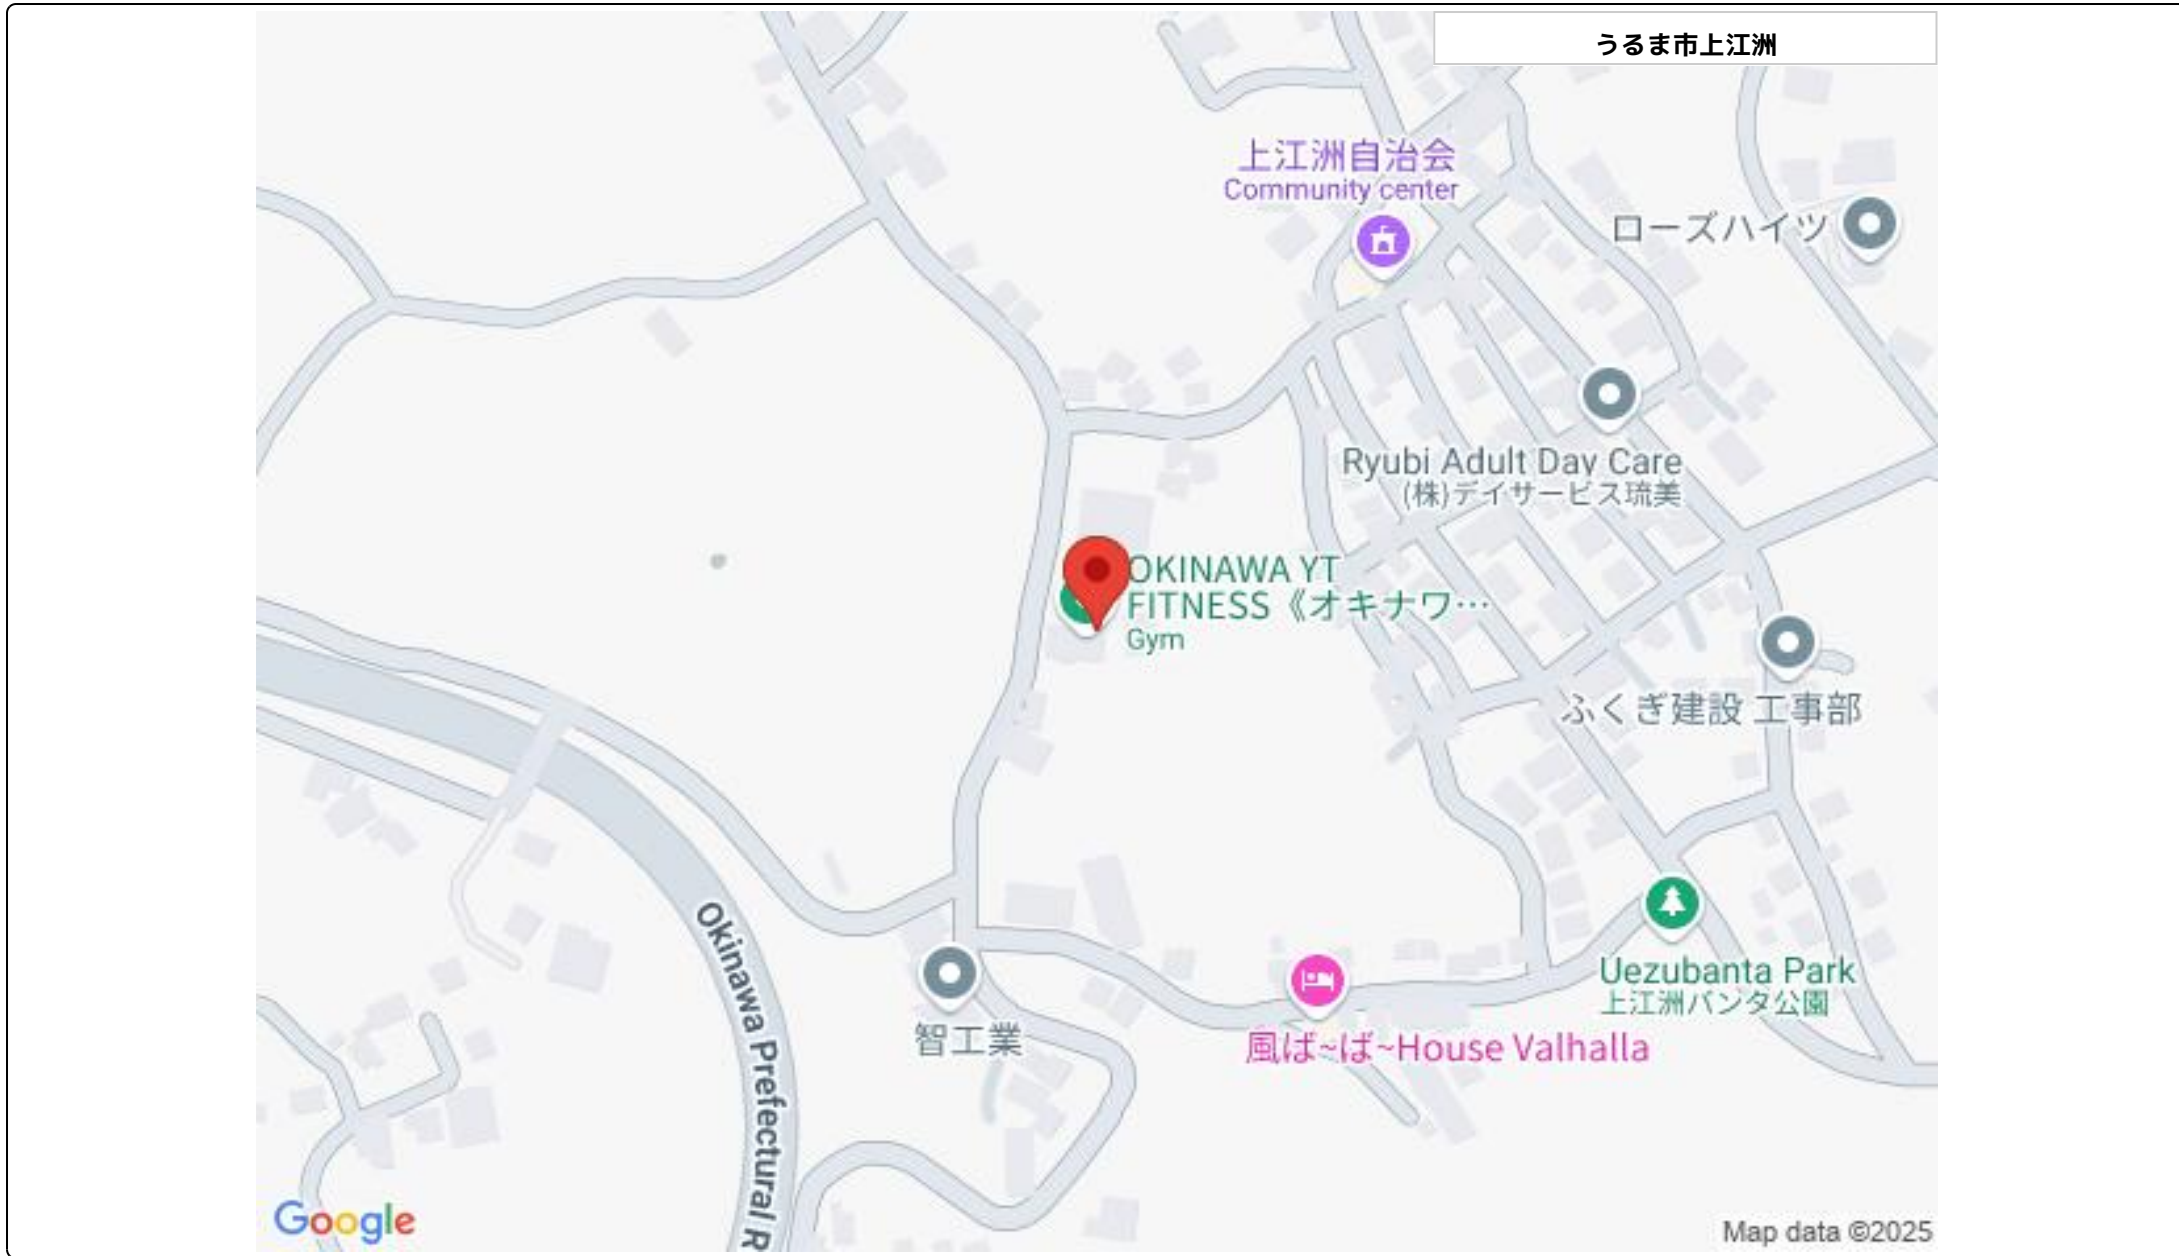 うるま市上江洲
上江洲自治会
Community center
ローズハイツ
Ryubi Adult Day Care
(株)デイサービス琉美
OKINAWA YT
FITNESS《オキナワ…
Gym
ふくぎ建設 工事部
Uezubanta Park
上江洲バンタ公園
智工業
風ば~ば~House Valhalla
Okinawa Prefectural R
Google
Map data ©2025